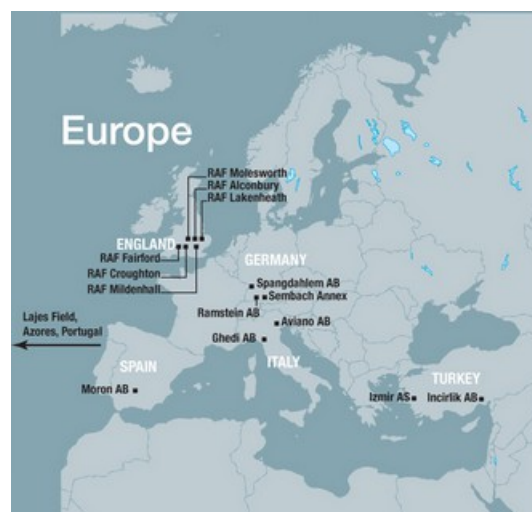 Europe
RAF Molesworth
RAF Alconbury
RAF Lakenheath
ENGLAND
RAF Fairford
RAF Croughton
RAF Mildenhall
GERMANY
Spangdahlem AB
Sembach Annex
Ramstein AB
Aviano AB
Ghedi AB
ITALY
Lajes Field,
Azores, Portugal
SPAIN
Moron AB
TURKEY
Izmir AS
Incirlik AB